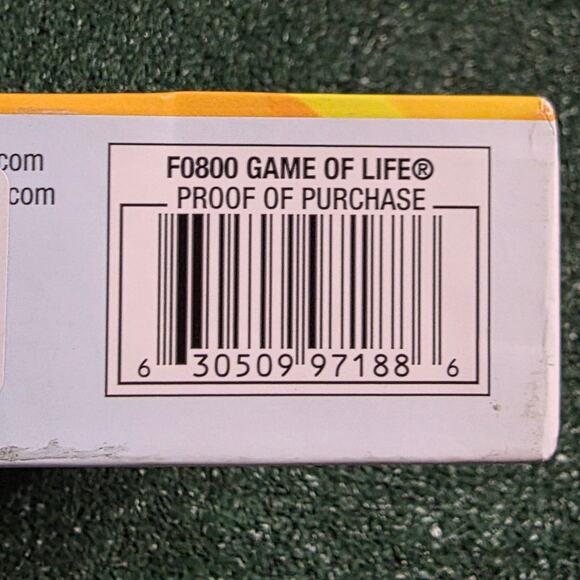 com
com
F0800 GAME OF LIFE®
PROOF OF PURCHASE
6 30509 97188 6